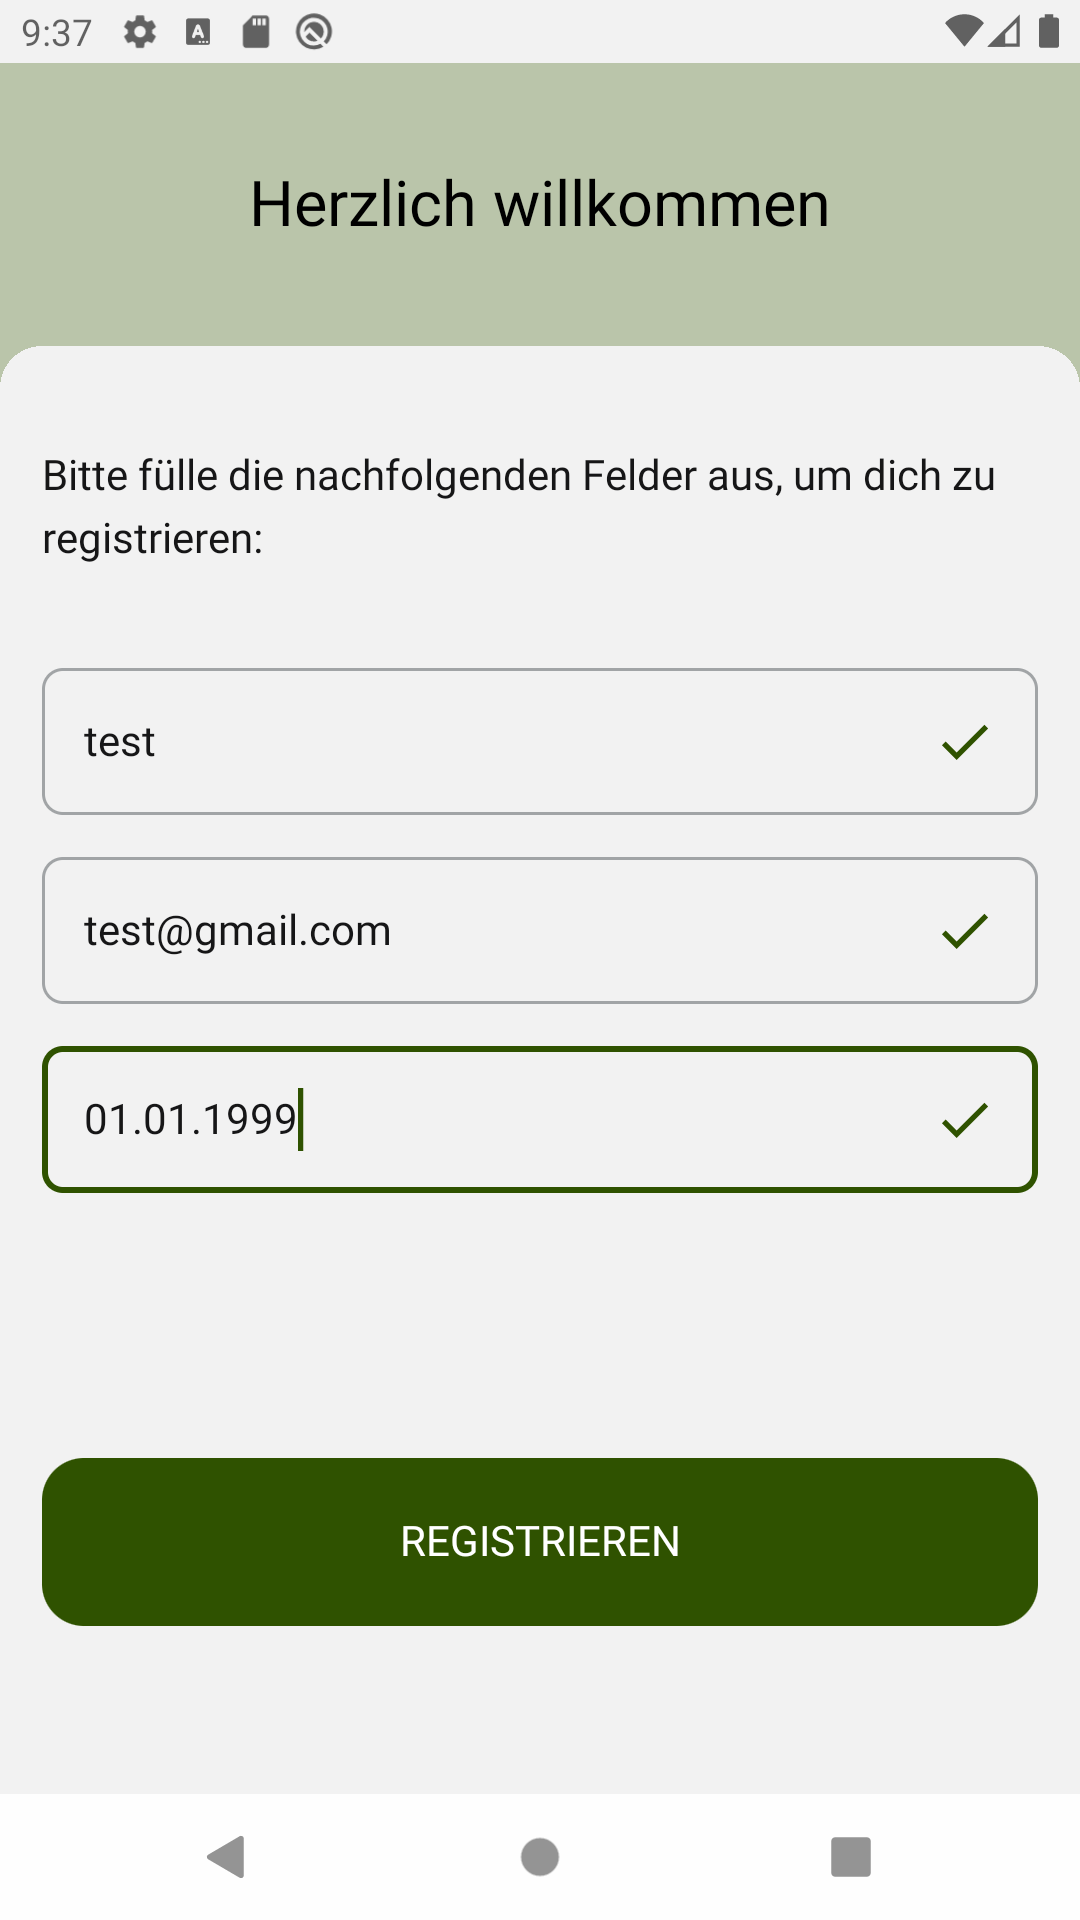 9:37
Herzlich willkommen
Bitte fülle die nachfolgenden Felder aus, um dich zu
registrieren:
test
test@gmail.com
01.01.1999
REGISTRIEREN